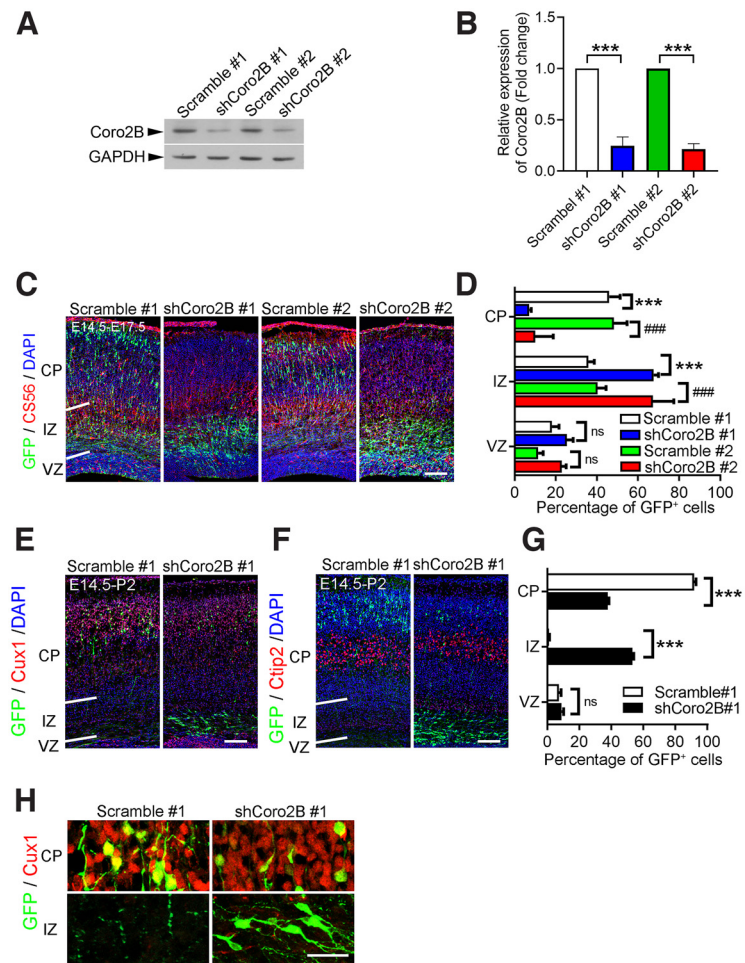 A
Scramble #1
shCoro2B #1
Scramble #2
shCoro2B #2
Coro2B
GAPDH
B
Relative expression
of Coro2B (Fold change)
1.5
1.0
0.5
0.0
***
***
Scrambel #1
shCoro2B #1
Scramble #2
shCoro2B #2
C
Scramble #1
shCoro2B #1
Scramble #2
shCoro2B #2
E14.5-E17.5
GFP / CS56 / DAPI
CP
IZ
VZ
D
CP
IZ
VZ
***
###
***
###
ns
ns
Scramble #1
shCoro2B #1
Scramble #2
shCoro2B #2
0 20 40 60 80 100
Percentage of GFP+ cells
E
Scramble #1
shCoro2B #1
E14.5-P2
GFP / Cux1 /DAPI
CP
IZ
VZ
F
Scramble #1
shCoro2B #1
E14.5-P2
GFP / Ctip2 /DAPI
CP
IZ
VZ
G
CP
IZ
VZ
***
***
ns
Scramble#1
shCoro2B#1
0 20 40 60 80 100
Percentage of GFP+ cells
H
Scramble #1
shCoro2B #1
GFP / Cux1
CP
IZ